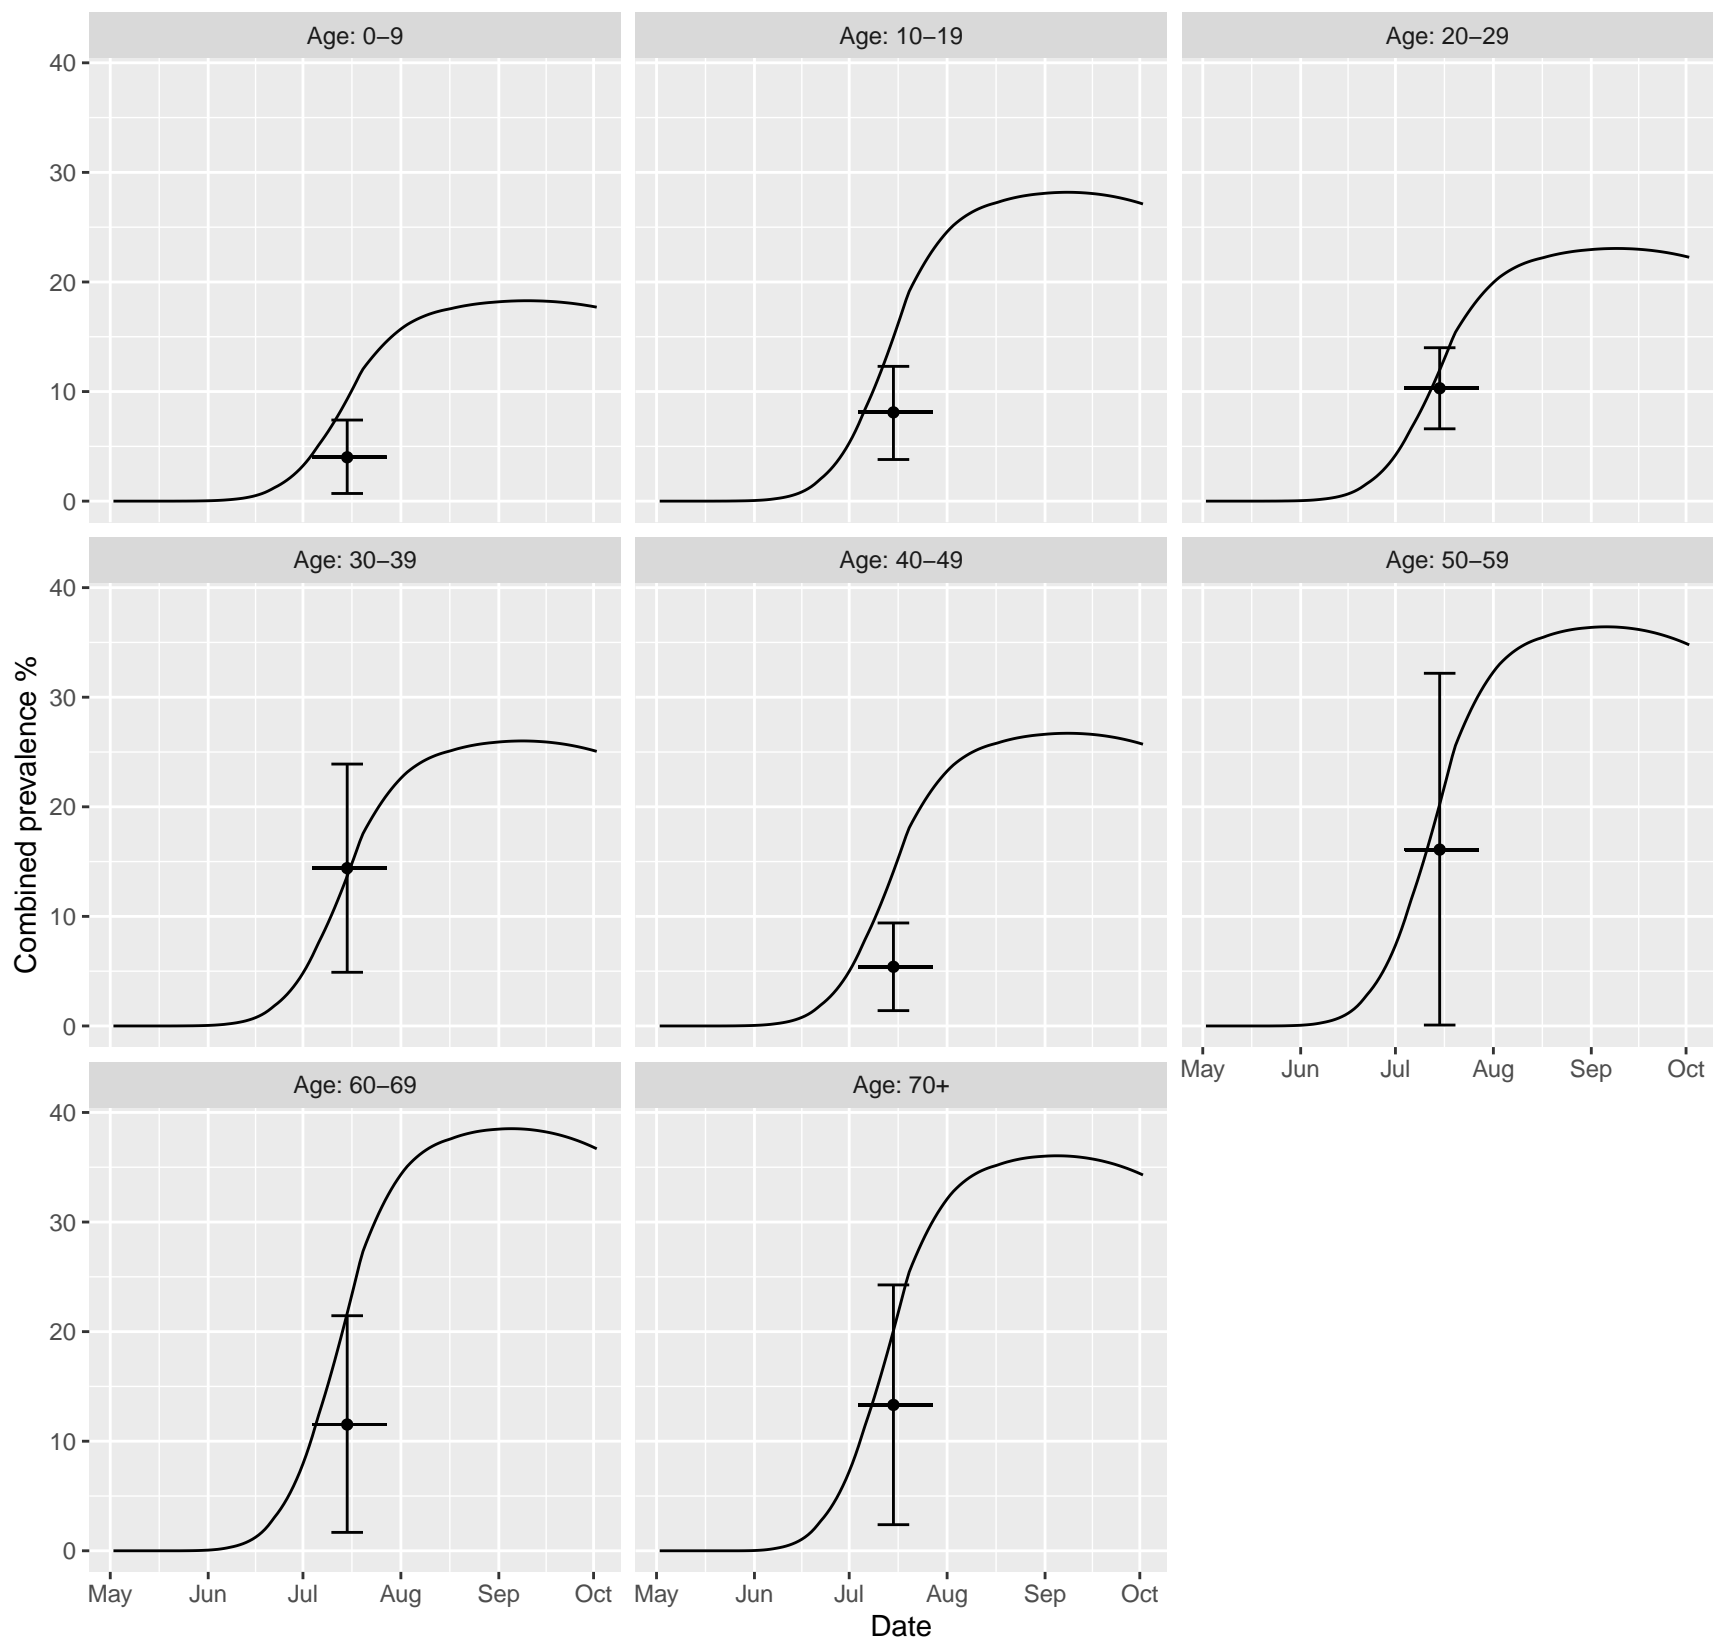 Age: 0–9
Age: 10–19
Age: 20–29
40
30
20
10
0
Age: 30–39
Age: 40–49
Age: 50–59
40
30
20
10
0
May Jun Jul Aug Sep Oct
Age: 60–69
Age: 70+
40
30
20
10
0
May Jun Jul Aug Sep Oct
May Jun Jul Aug Sep Oct
Date
Combined prevalence %